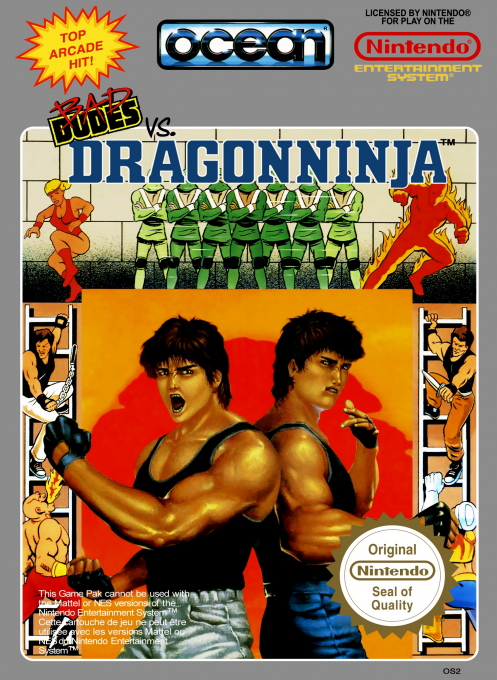 TOP
ARCADE
HIT!
ocean®
LICENSED BY NINTENDO®
FOR PLAY ON THE
Nintendo®
ENTERTAINMENT
SYSTEM®
BAD
DUDES
VS.
DRAGONNINJA™
Original
Nintendo
Seal of
Quality
This Game Pak cannot be used with
the Mattel or NES versions of the
Nintendo Entertainment System™
Cette cartouche de jeu ne peut être
utilisée avec les versions Mattel ou
NES du Nintendo Entertainment
System™
OS2